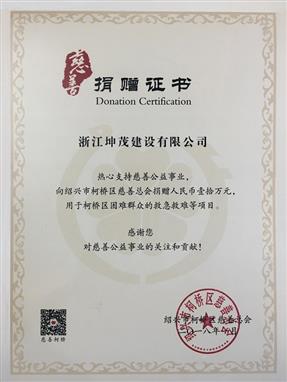 慈善
捐赠证书
Donation Certification
浙江坤茂建设有限公司
热心支持慈善公益事业，
向绍兴市柯桥区慈善总会捐赠人民币壹拾万元，
用于柯桥区困难群众的救急救难等项目。
感谢您
对慈善公益事业的关注和贡献！
绍兴市柯桥区慈善总会
二〇一八年
慈善柯桥